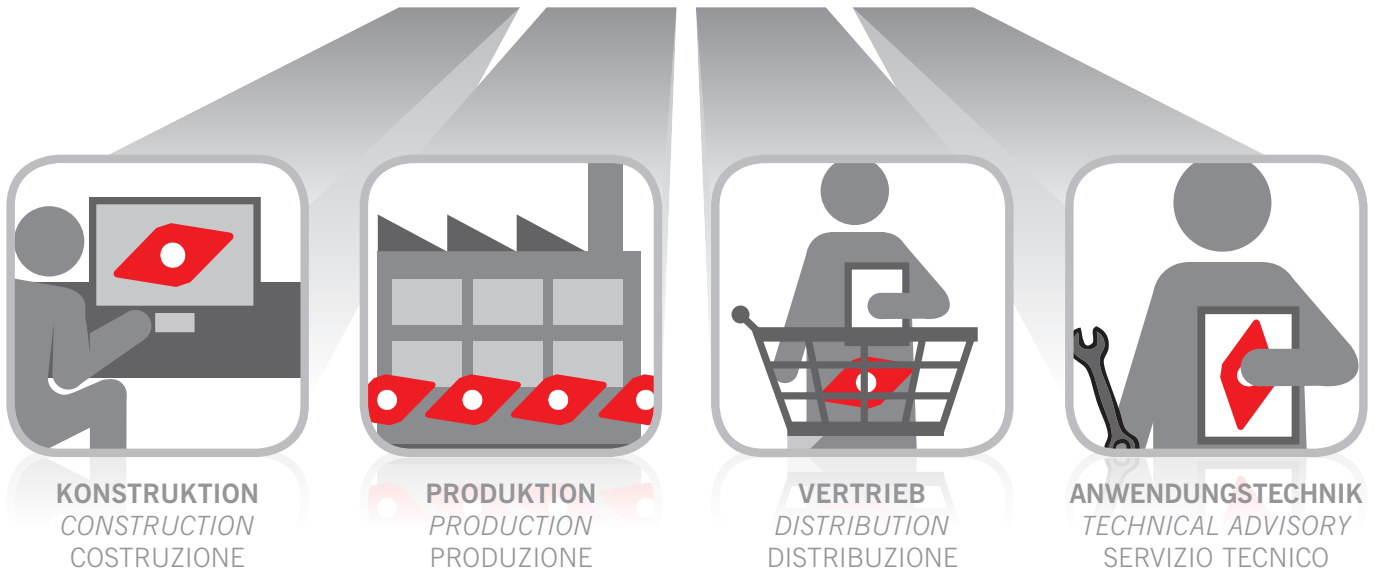 KONSTRUKTION
CONSTRUCTION
COSTRUZIONE
PRODUKTION
PRODUCTION
PRODUZIONE
VERTRIEB
DISTRIBUTION
DISTRIBUZIONE
ANWENDUNGSTECHNIK
TECHNICAL ADVISORY
SERVIZIO TECNICO